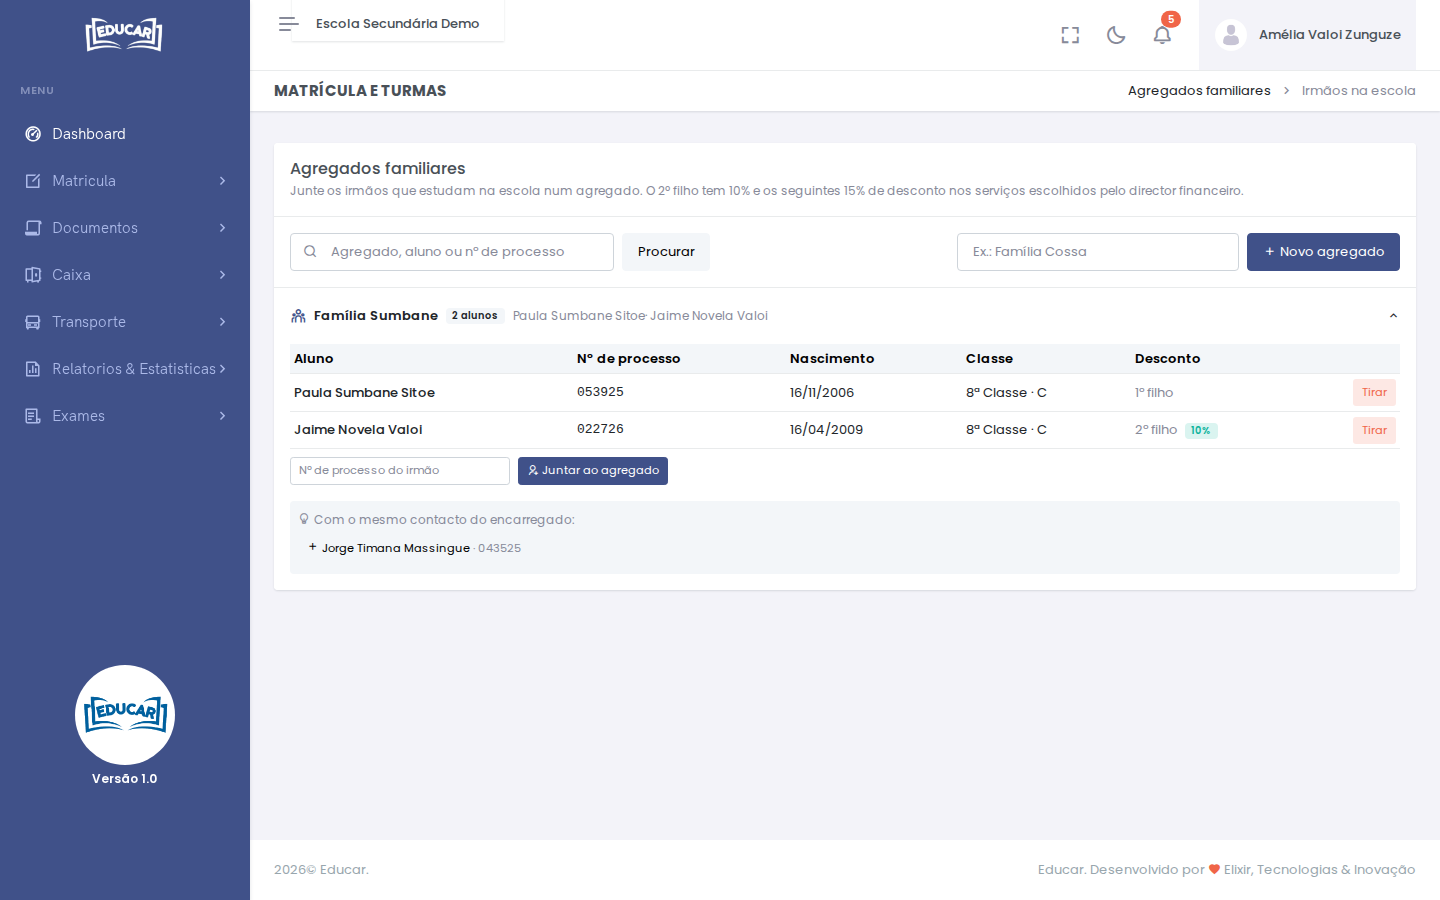 EDUCAR
Escola Secundária Demo
5
Amélia Valoi Zunguze
MENU
Dashboard
Matricula
Documentos
Caixa
Transporte
Relatorios & Estatisticas
Exames
EDUCAR
Versão 1.0
MATRÍCULA E TURMAS
Agregados familiares
Irmãos na escola
Agregados familiares
Junte os irmãos que estudam na escola num agregado. O 2º filho tem 10% e os seguintes 15% de desconto nos serviços escolhidos pelo director financeiro.
Agregado, aluno ou nº de processo
Procurar
Ex.: Família Cossa
+ Novo agregado
Família Sumbane 2 alunos Paula Sumbane Sitoe· Jaime Novela Valoi
Aluno Nº de processo Nascimento Classe Desconto
Paula Sumbane Sitoe 053925 16/11/2006 8ª Classe · C 1º filho Tirar
Jaime Novela Valoi 022726 16/04/2009 8ª Classe · C 2º filho 10% Tirar
Nº de processo do irmão
Juntar ao agregado
Com o mesmo contacto do encarregado:
+ Jorge Timana Massingue · 043525
2026© Educar.
Educar. Desenvolvido por ❤ Elixir, Tecnologias & Inovação